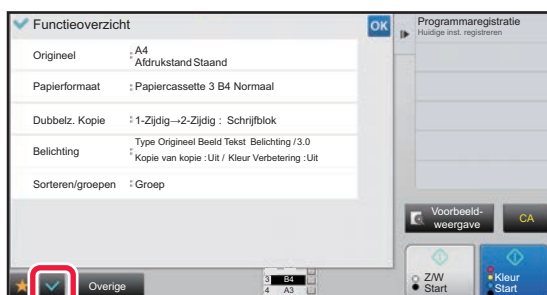 Functieoverzicht
OK
Origineel : A4
Afdrukstand Staand
Papierformaat : Papiercassette 3 B4 Normaal
Dubbelz. Kopie : 1-Zijdig→2-Zijdig : Schrijfblok
Belichting : Type Origineel Beeld Tekst Belichting /3.0
Kopie van kopie :Uit / Kleur Verbetering :Uit
Sorteren/groepen : Groep
Overige
3 B4
4 A3
Programmaregistratie
Huidige inst. registreren
Voorbeeld-
weergave
CA
Z/W
Start
Kleur
Start